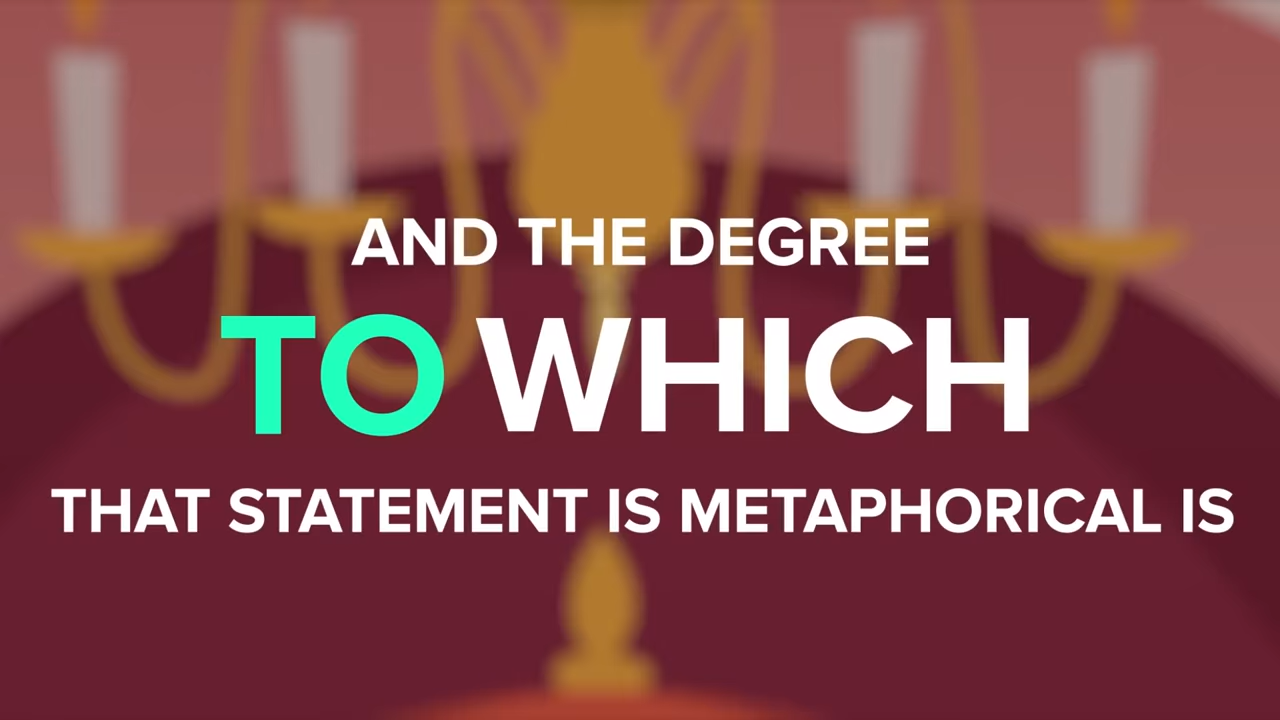 AND THE DEGREE
TO WHICH
THAT STATEMENT IS METAPHORICAL IS